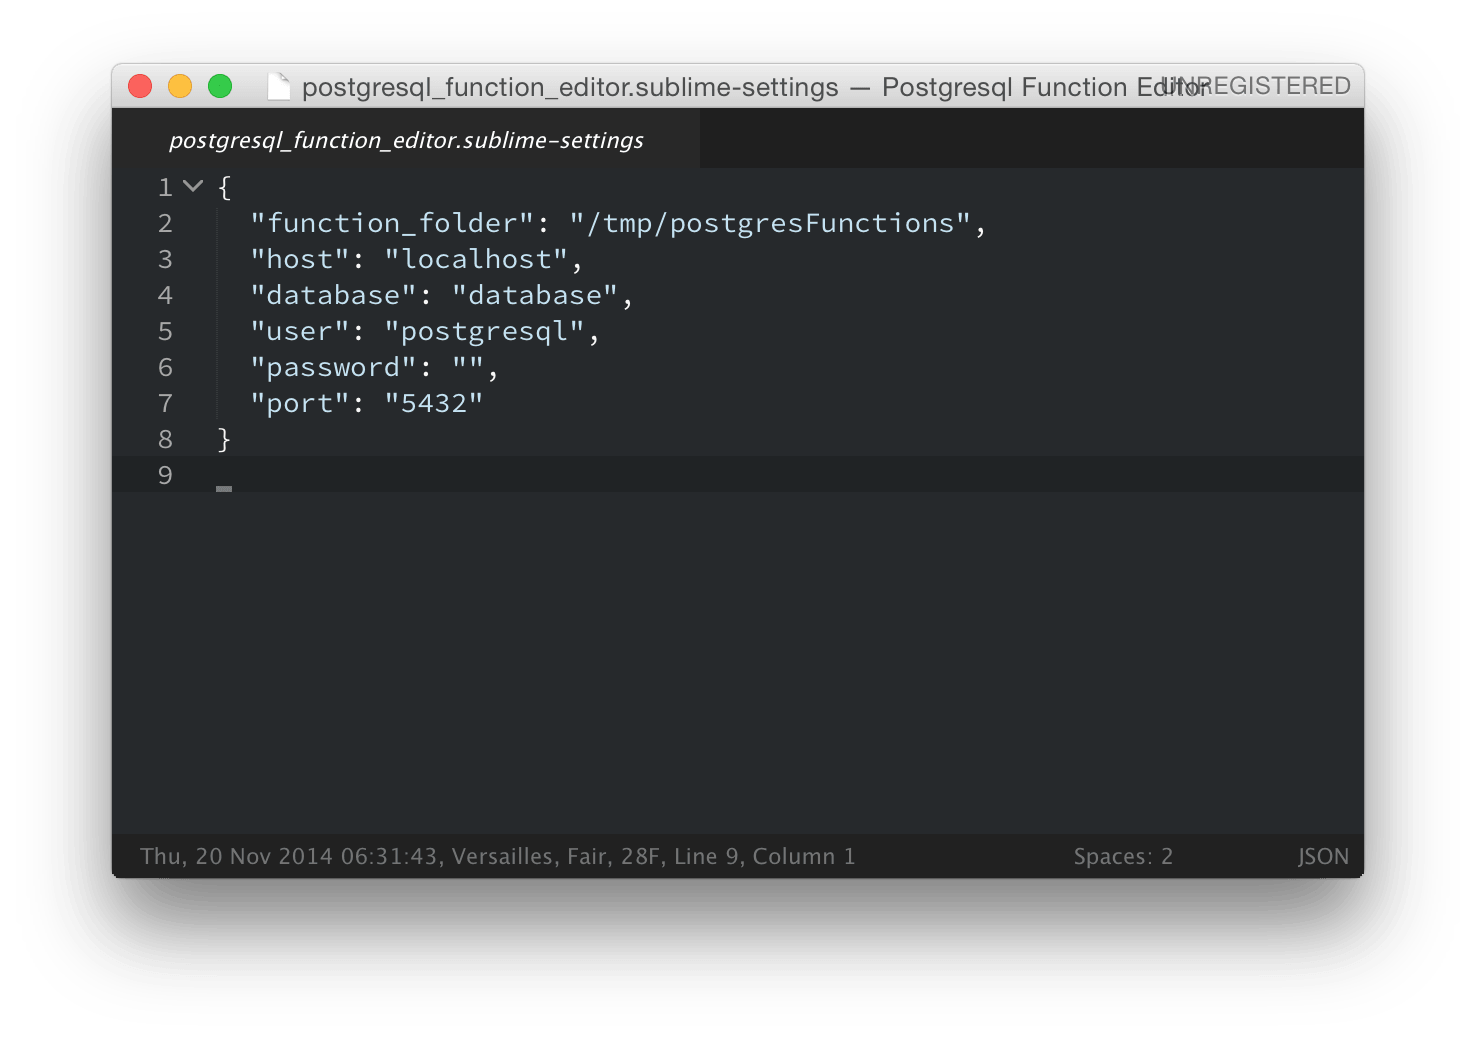 postgresql_function_editor.sublime-settings — Postgresql Function Editor UNREGISTERED
postgresql_function_editor.sublime-settings
1 {
2 "function_folder": "/tmp/postgresFunctions",
3 "host": "localhost",
4 "database": "database",
5 "user": "postgresql",
6 "password": "",
7 "port": "5432"
8 }
9
Thu, 20 Nov 2014 06:31:43, Versailles, Fair, 28F, Line 9, Column 1 Spaces: 2 JSON